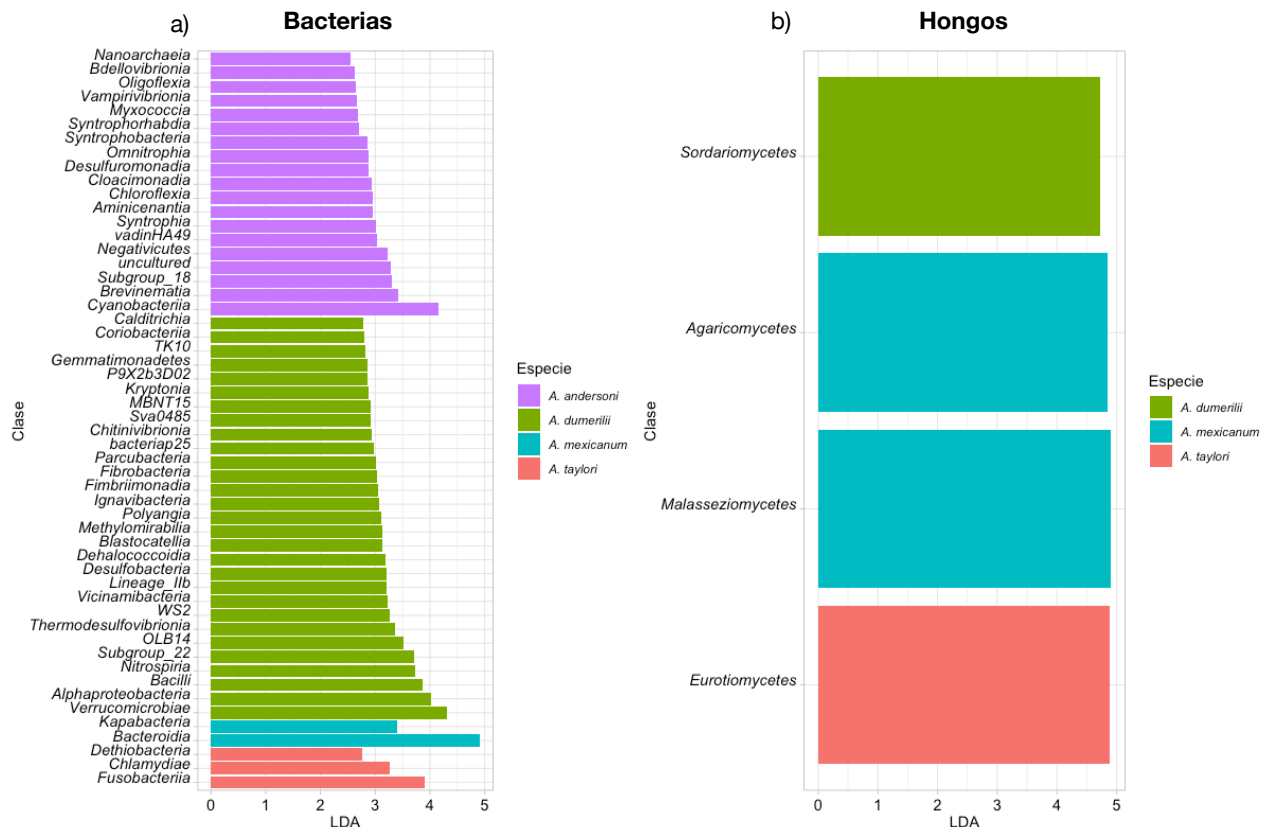 a)
Bacterias
Nanoarchaeia
Bdellovibrionia
Oligoflexia
Vampirivibrionia
Myxococcia
Syntrophorhabdia
Syntrophobacteria
Omnitrophia
Desulfuromonadia
Cloacimonadia
Chloroflexia
Aminicenantia
Syntrophia
vadinHA49
Negativicutes
uncultured
Subgroup_18
Brevinematia
Cyanobacteriia
Calditrichia
Coriobacteriia
TK10
Gemmatimonadetes
P9X2b3D02
Kryptonia
MBNT15
Sva0485
Chitinivibrionia
bacteriap25
Parcubacteria
Fibrobacteria
Fimbriimonadia
Ignavibacteria
Polyangia
Methylomirabilia
Blastocatellia
Dehalococcoidia
Desulfobacteria
Lineage_IIb
Vicinamibacteria
WS2
Thermodesulfovibrionia
OLB14
Subgroup_22
Nitrospiria
Bacilli
Alphaproteobacteria
Verrucomicrobiae
Kapabacteria
Bacteroidia
Dethiobacteria
Chlamydiae
Fusobacteriia
Clase
0 1 2 3 4 5
LDA
Especie
A. andersoni
A. dumerilii
A. mexicanum
A. taylori
b)
Hongos
Sordariomycetes
Agaricomycetes
Malasseziomycetes
Eurotiomycetes
Clase
0 1 2 3 4 5
LDA
Especie
A. dumerilii
A. mexicanum
A. taylori